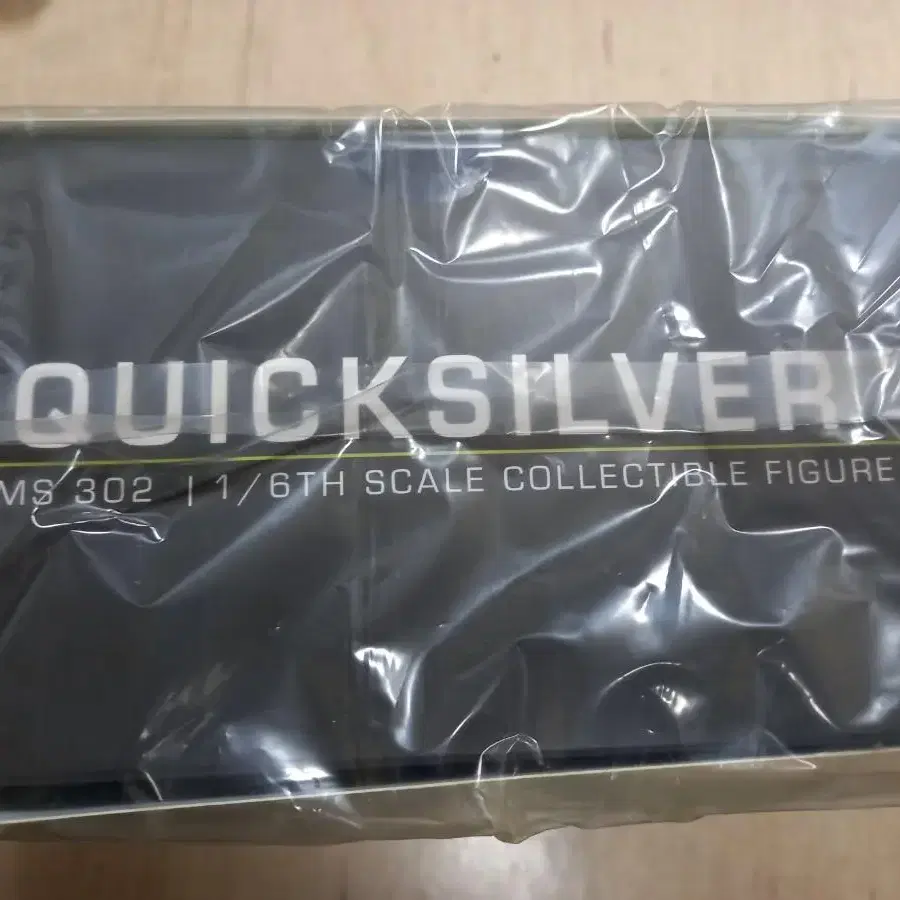 QUICKSILVER
MS 302 | 1/6TH SCALE COLLECTIBLE FIGURE